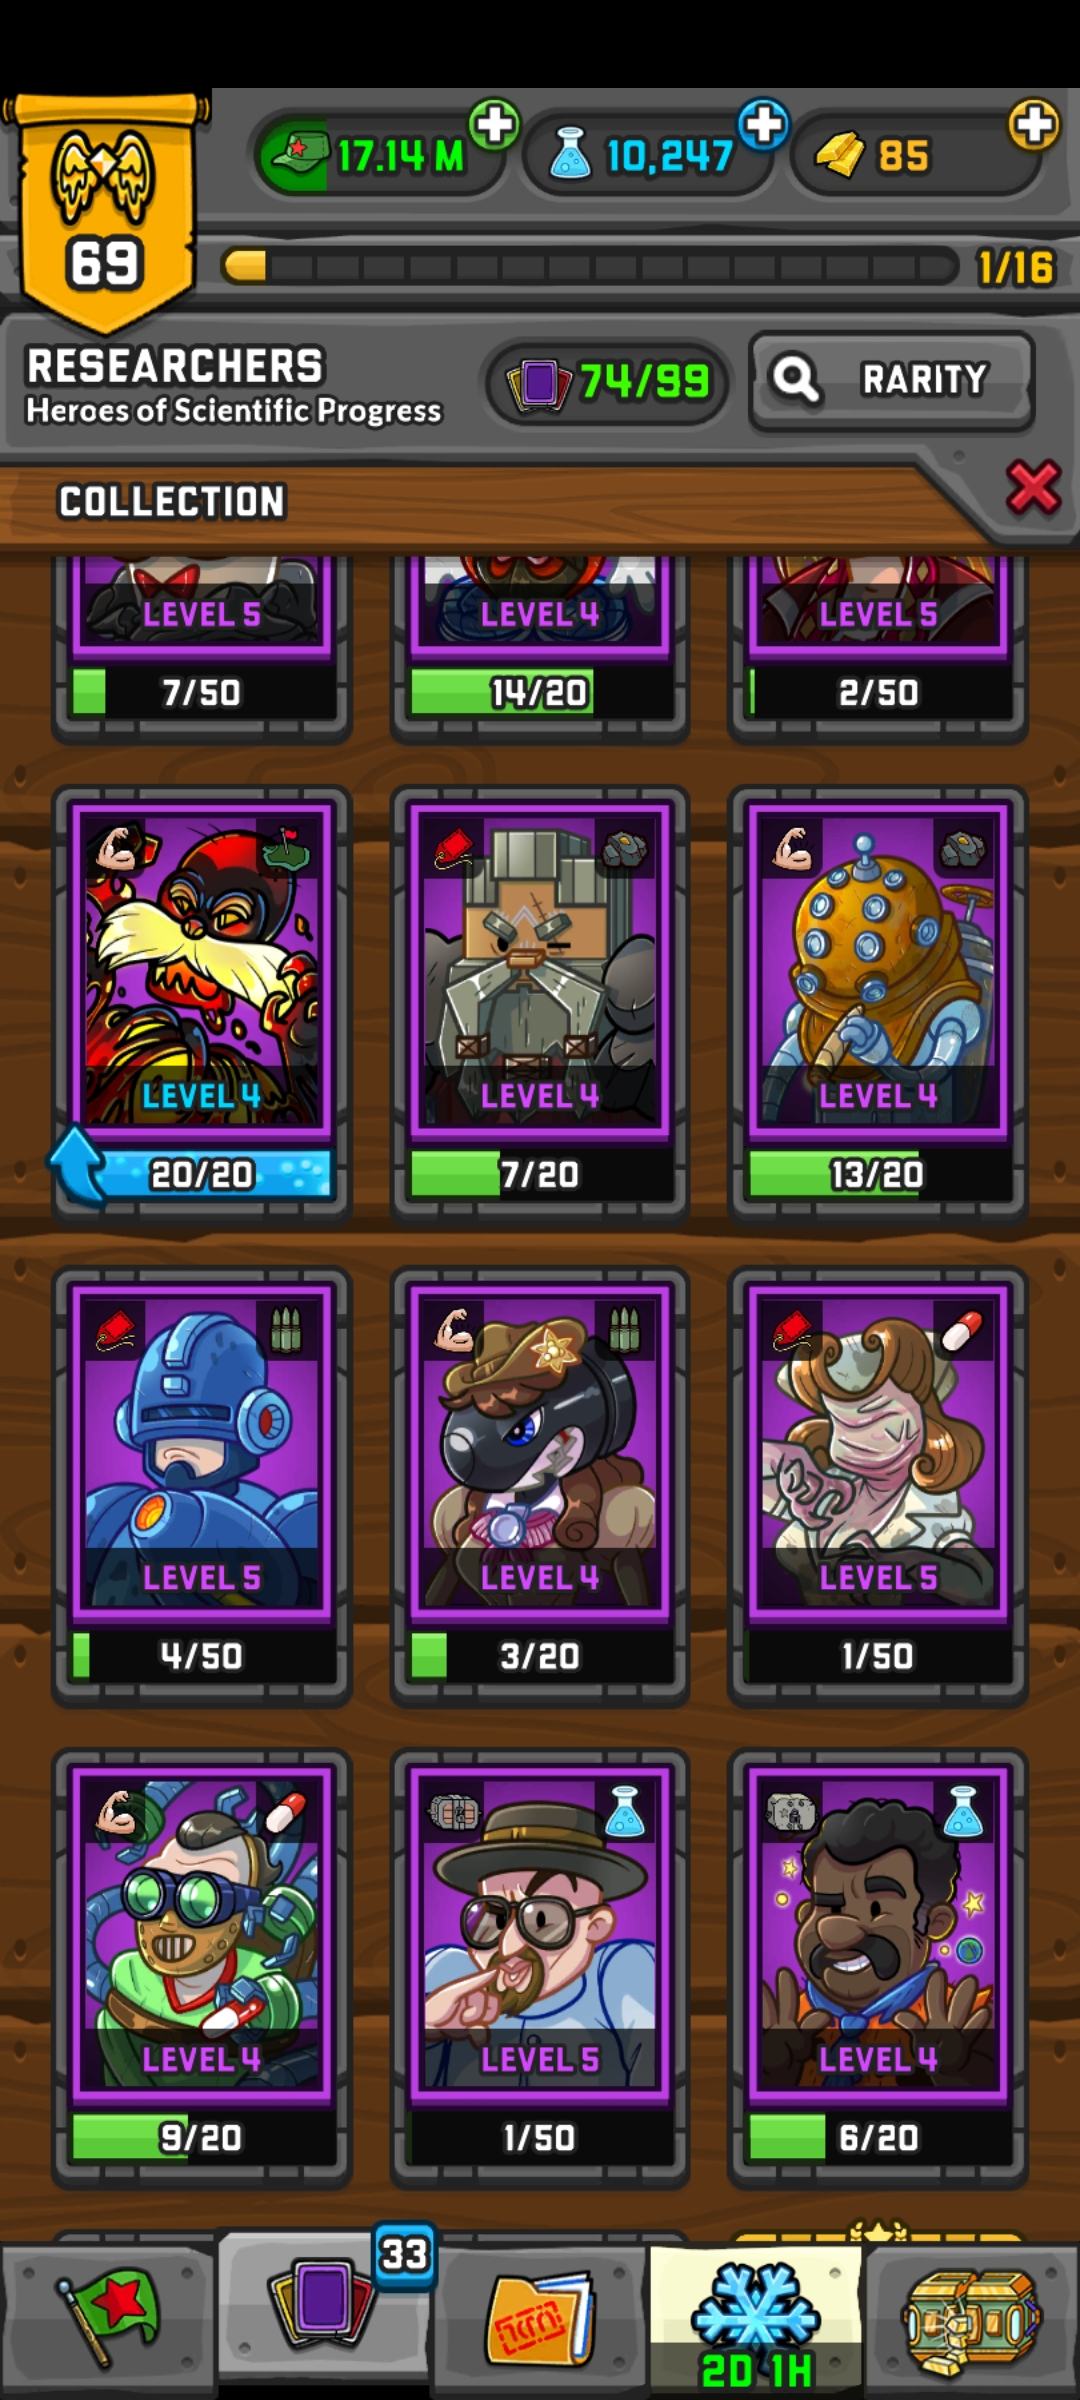 17.14 M
10,247
85
69
1/16
RESEARCHERS
Heroes of Scientific Progress
74/99
RARITY
COLLECTION
LEVEL 5
LEVEL 4
LEVEL 5
7/50
14/20
2/50
LEVEL 4
LEVEL 4
LEVEL 4
20/20
7/20
13/20
LEVEL 5
LEVEL 4
LEVEL 5
4/50
3/20
1/50
LEVEL 4
LEVEL 5
LEVEL 4
9/20
1/50
6/20
33
2D 1H